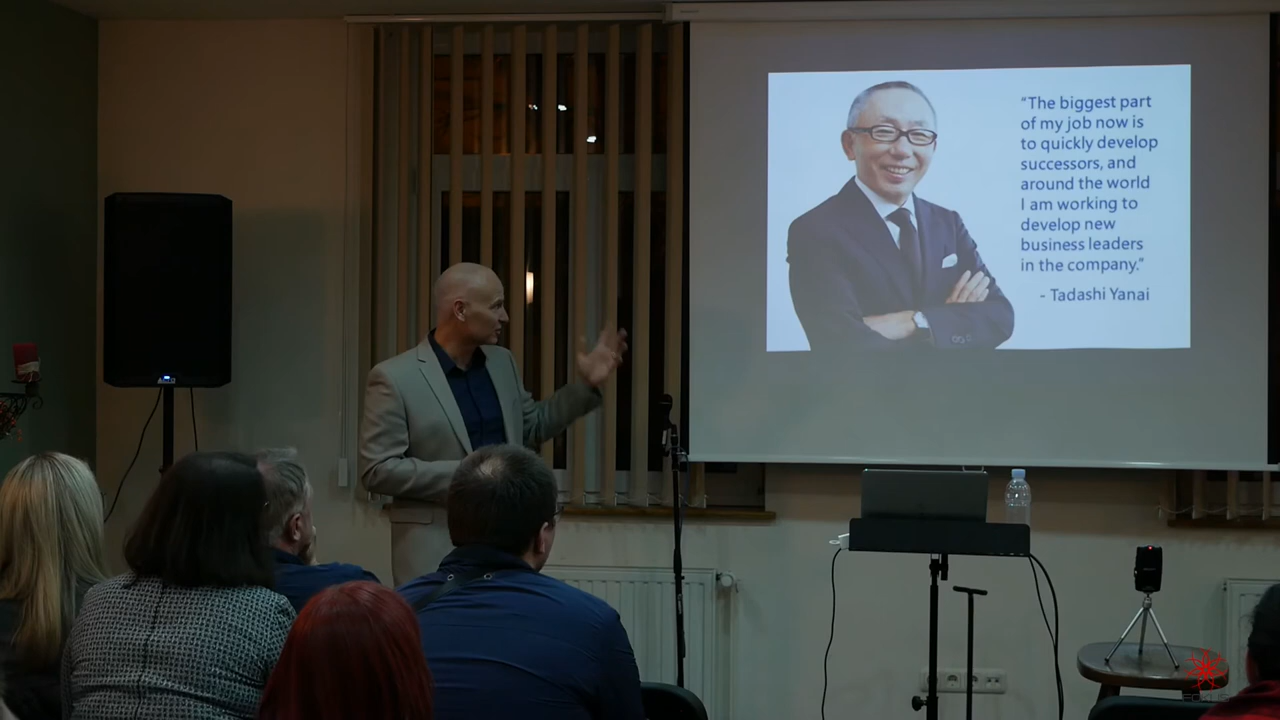 “The biggest part
of my job now is
to quickly develop
successors, and
around the world
I am working to
develop new
business leaders
in the company.”
- Tadashi Yanai